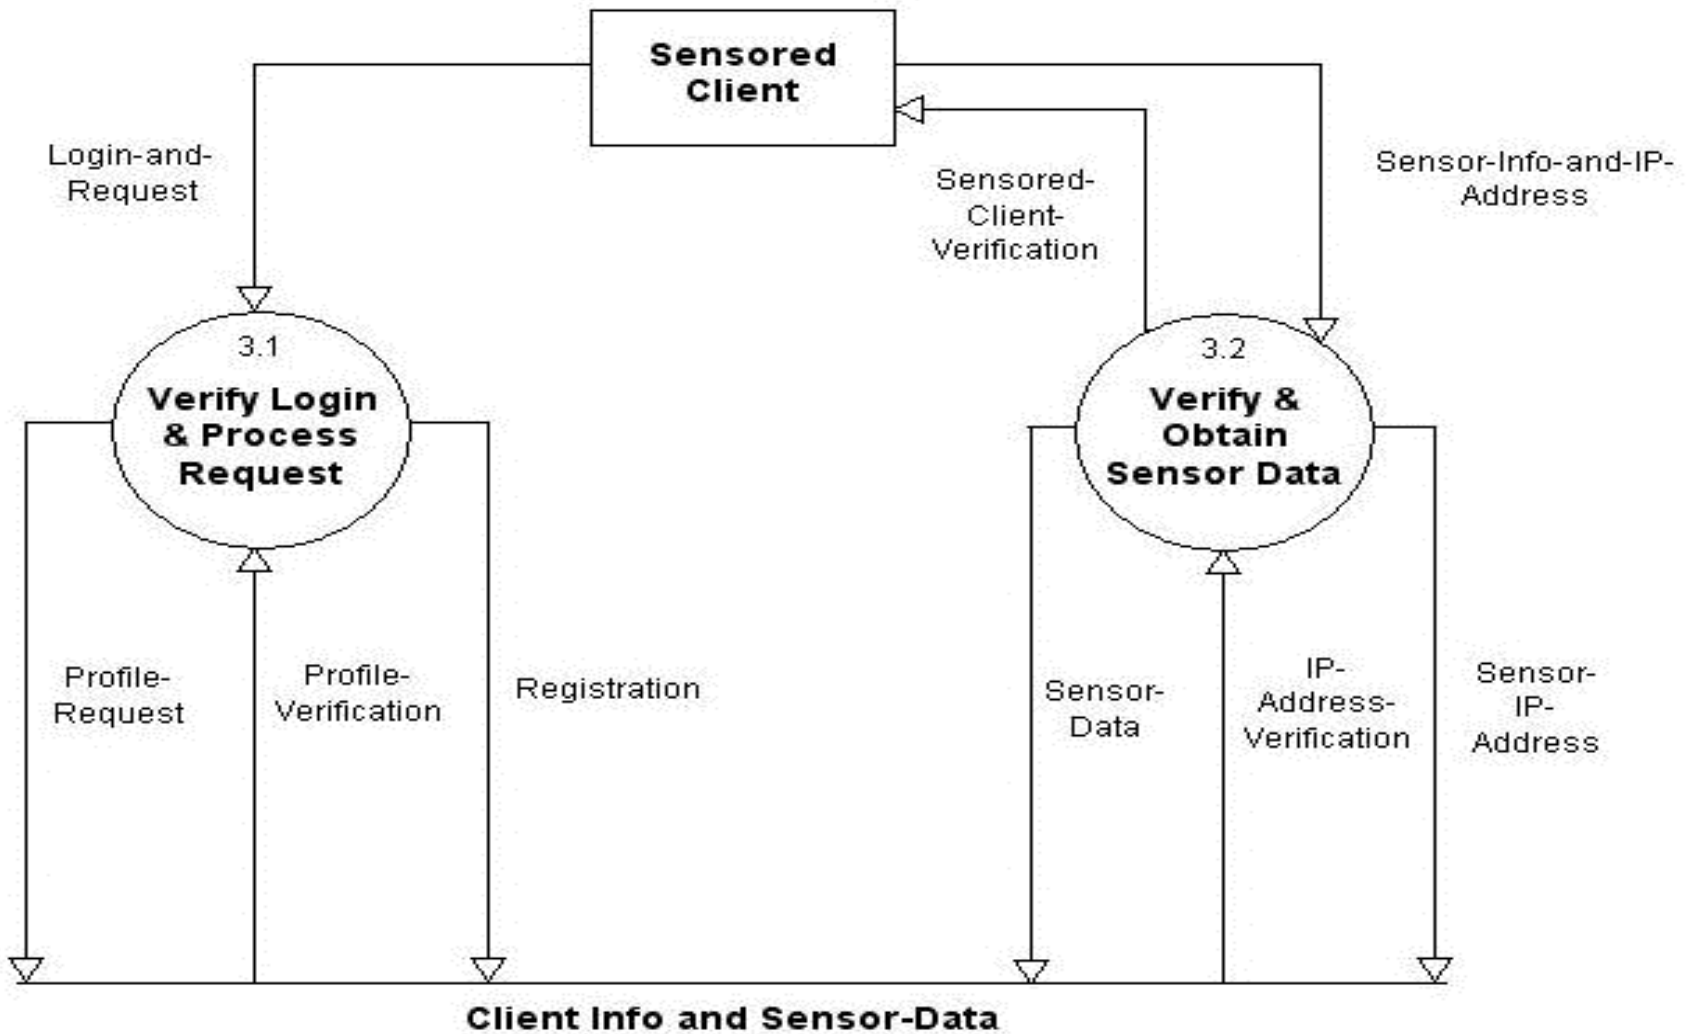 Sensored
Client
Login-and-
Request
Sensored-
Client-
Verification
Sensor-Info-and-IP-
Address
3.1
Verify Login
& Process
Request
3.2
Verify &
Obtain
Sensor Data
Profile-
Request
Profile-
Verification
Registration
Sensor-
Data
IP-
Address-
Verification
Sensor-
IP-
Address
Client Info and Sensor-Data